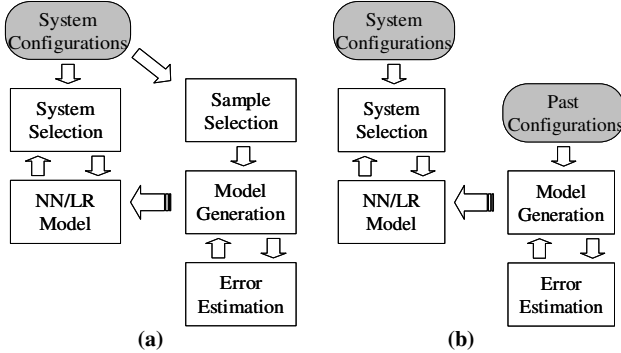 System
Configurations
System
Selection
Sample
Selection
NN/LR
Model
Model
Generation
Error
Estimation
(a)
System
Configurations
System
Selection
Past
Configurations
NN/LR
Model
Model
Generation
Error
Estimation
(b)